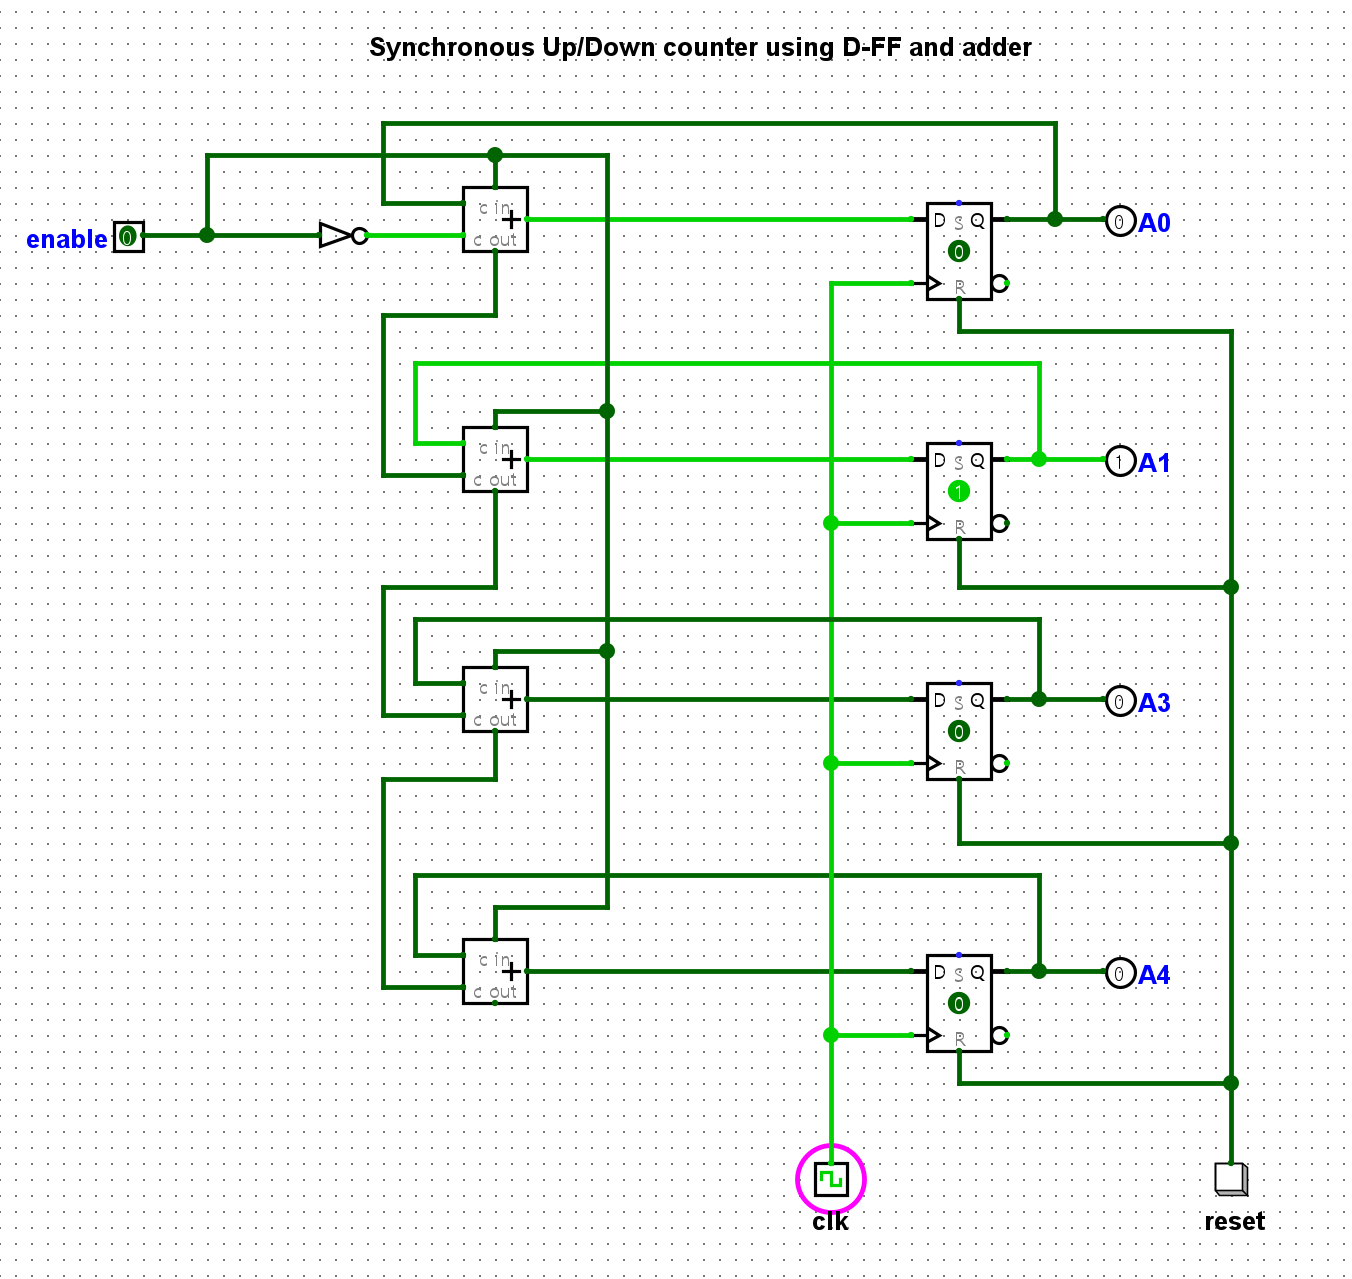 Synchronous Up/Down counter using D-FF and adder
enable 0
c in
+
c out
D S Q
0
R
0 A0
c in
+
c out
D S Q
1
R
1 A1
c in
+
c out
D S Q
0
R
0 A3
c in
+
c out
D S Q
0
R
0 A4
clk
reset